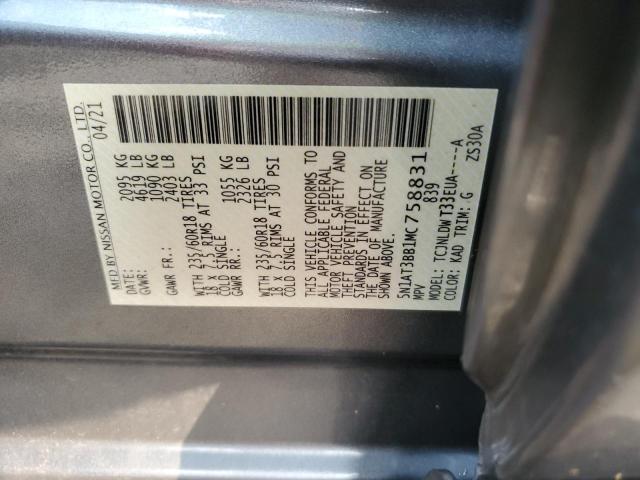 MFD BY NISSAN MOTOR CO., LTD.
DATE: 04/21
GVWR: 2095 KG
4619 LB
GAWR FR.: 1090 KG
2403 LB
WITH 235/60R18 TIRES
18 X 7.5 RIMS AT 33 PSI
COLD SINGLE
GAWR RR.: 1055 KG
2326 LB
WITH 235/60R18 TIRES
18 X 7.5 RIMS AT 30 PSI
COLD SINGLE
THIS VEHICLE CONFORMS TO
ALL APPLICABLE FEDERAL
MOTOR VEHICLE SAFETY AND
THEFT PREVENTION
STANDARDS IN EFFECT ON
THE DATE OF MANUFACTURE
SHOWN ABOVE.
5N1AT3BB1MC758831
MPV 839
MODEL: TCJNLDWT33EUA----A
COLOR: KAD TRIM: G ZS30A